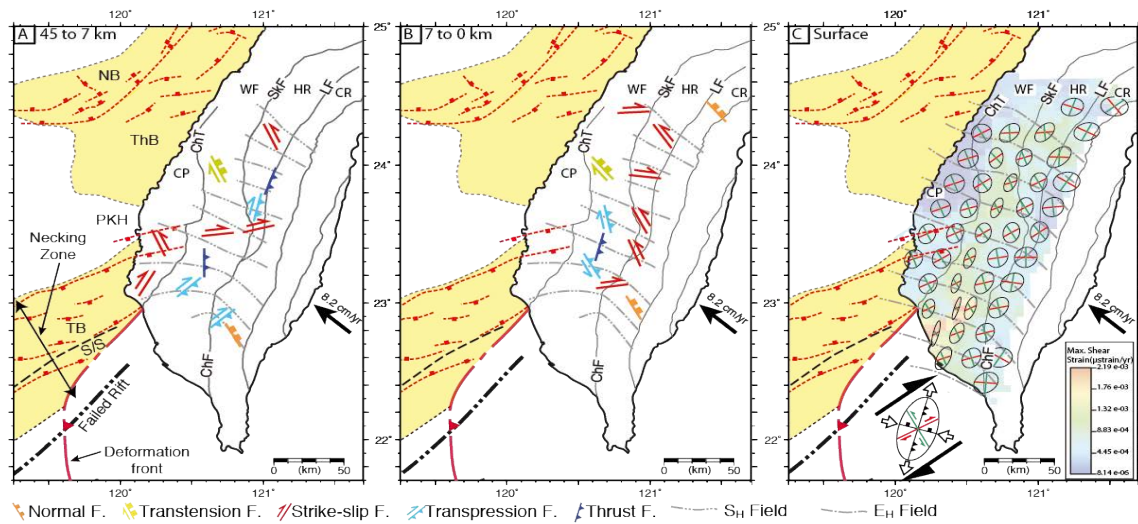 120° 121° 120° 121° 120° 121°
A 45 to 7 km
B 7 to 0 km
C Surface
25°
24°
23°
22°
NB
ThB
PKH
Necking
Zone
TB
S/S
Failed Rift
Deformation
front
WF
SkF
HR
LF
CR
ChT
CP
ChF
8.2 cm/yr
0 50
(km)
WF
SkF
HR
LF
CR
ChT
CP
ChF
8.2 cm/yr
0 50
(km)
WF
SkF
HR
LF
CR
ChT
CP
ChF
8.2 cm/yr
0 50
(km)
Max. Shear
Strain(μstrain/yr)
2.19 e-03
1.76 e-03
1.32 e-03
8.83 e-04
4.45 e-04
8.14 e-06
120° 121° 120° 121° 120° 121°
Normal F. Transtension F. Strike-slip F. Transpression F. Thrust F. SH Field EH Field